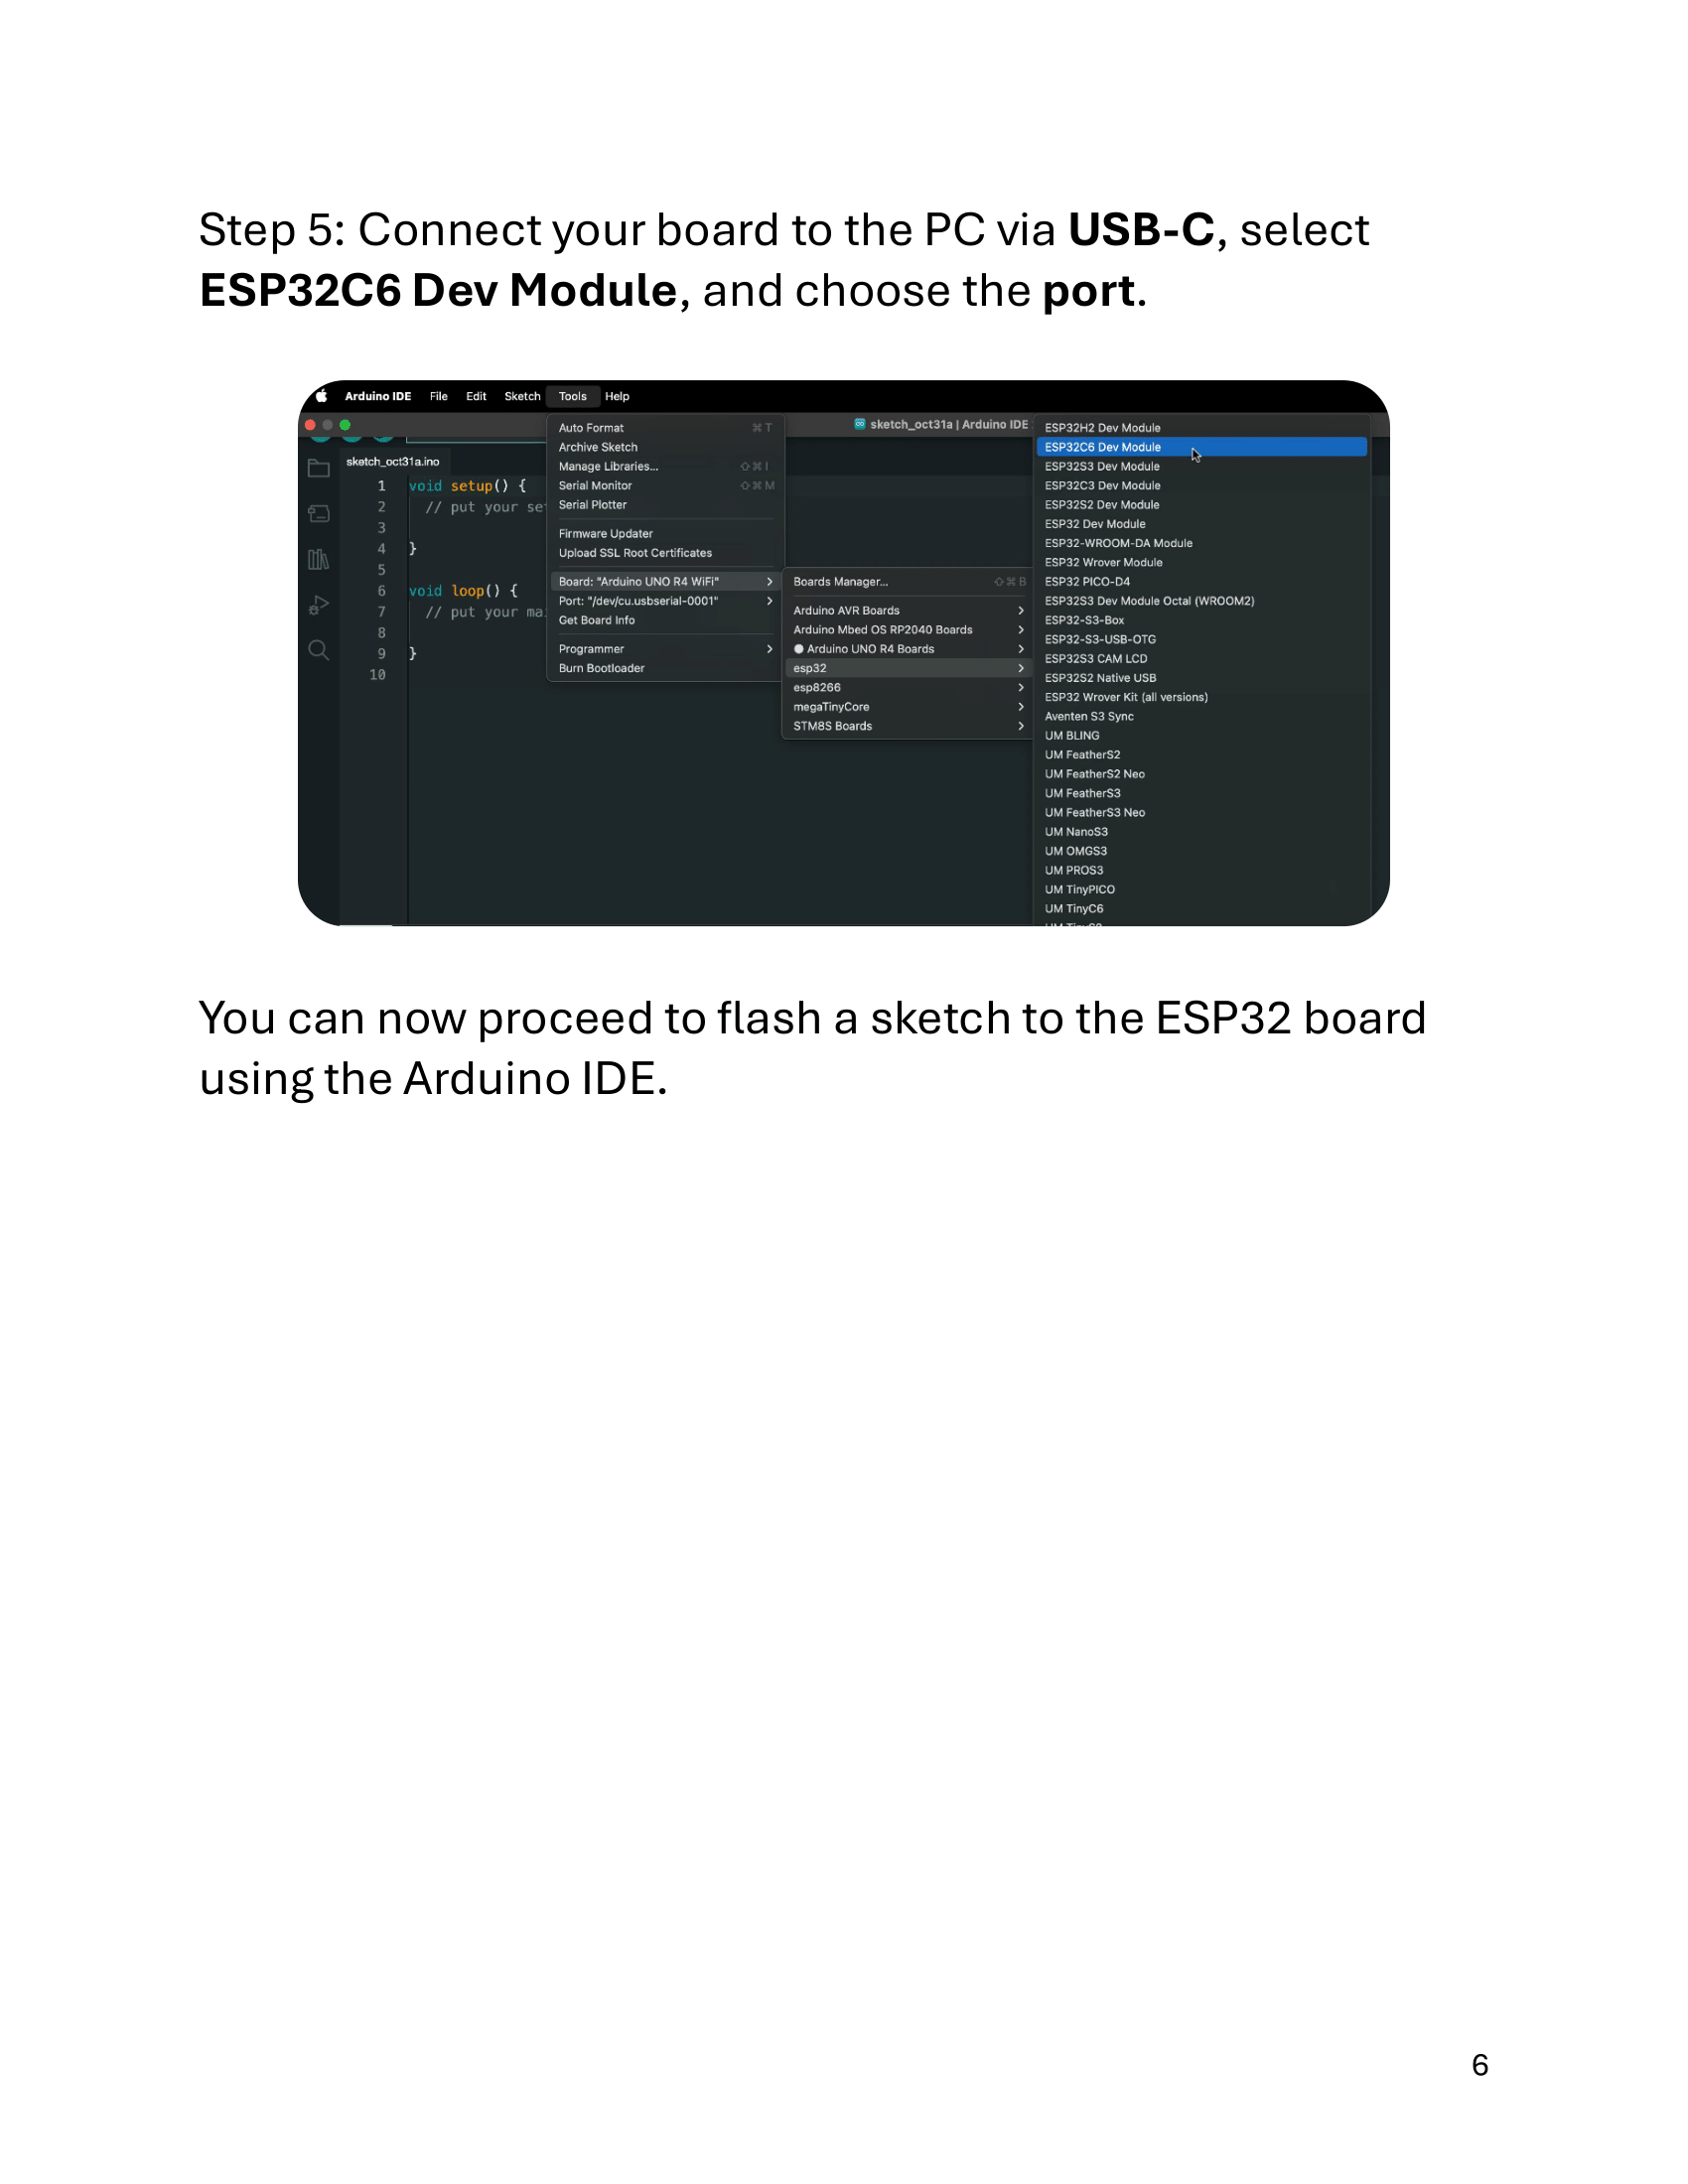 Step 5: Connect your board to the PC via USB-C, select
ESP32C6 Dev Module, and choose the port.
Arduino IDE File Edit Sketch Tools Help
sketch_oct31a | Arduino IDE
sketch_oct31a.ino
1 void setup() {
2 // put your se
3
4 }
5
6 void loop() {
7 // put your ma
8
9 }
10
Auto Format ⌘ T
Archive Sketch
Manage Libraries... ⇧ ⌘ I
Serial Monitor ⇧ ⌘ M
Serial Plotter
Firmware Updater
Upload SSL Root Certificates
Board: "Arduino UNO R4 WiFi"
Port: "/dev/cu.usbserial-0001"
Get Board Info
Programmer
Burn Bootloader
Boards Manager... ⇧ ⌘ B
Arduino AVR Boards
Arduino Mbed OS RP2040 Boards
Arduino UNO R4 Boards
esp32
esp8266
megaTinyCore
STM8S Boards
ESP32H2 Dev Module
ESP32C6 Dev Module
ESP32S3 Dev Module
ESP32C3 Dev Module
ESP32S2 Dev Module
ESP32 Dev Module
ESP32-WROOM-DA Module
ESP32 Wrover Module
ESP32 PICO-D4
ESP32S3 Dev Module Octal (WROOM2)
ESP32-S3-Box
ESP32-S3-USB-OTG
ESP32S3 CAM LCD
ESP32S2 Native USB
ESP32 Wrover Kit (all versions)
Aventen S3 Sync
UM BLING
UM FeatherS2
UM FeatherS2 Neo
UM FeatherS3
UM FeatherS3 Neo
UM NanoS3
UM OMGS3
UM PROS3
UM TinyPICO
UM TinyC6
You can now proceed to flash a sketch to the ESP32 board
using the Arduino IDE.
6